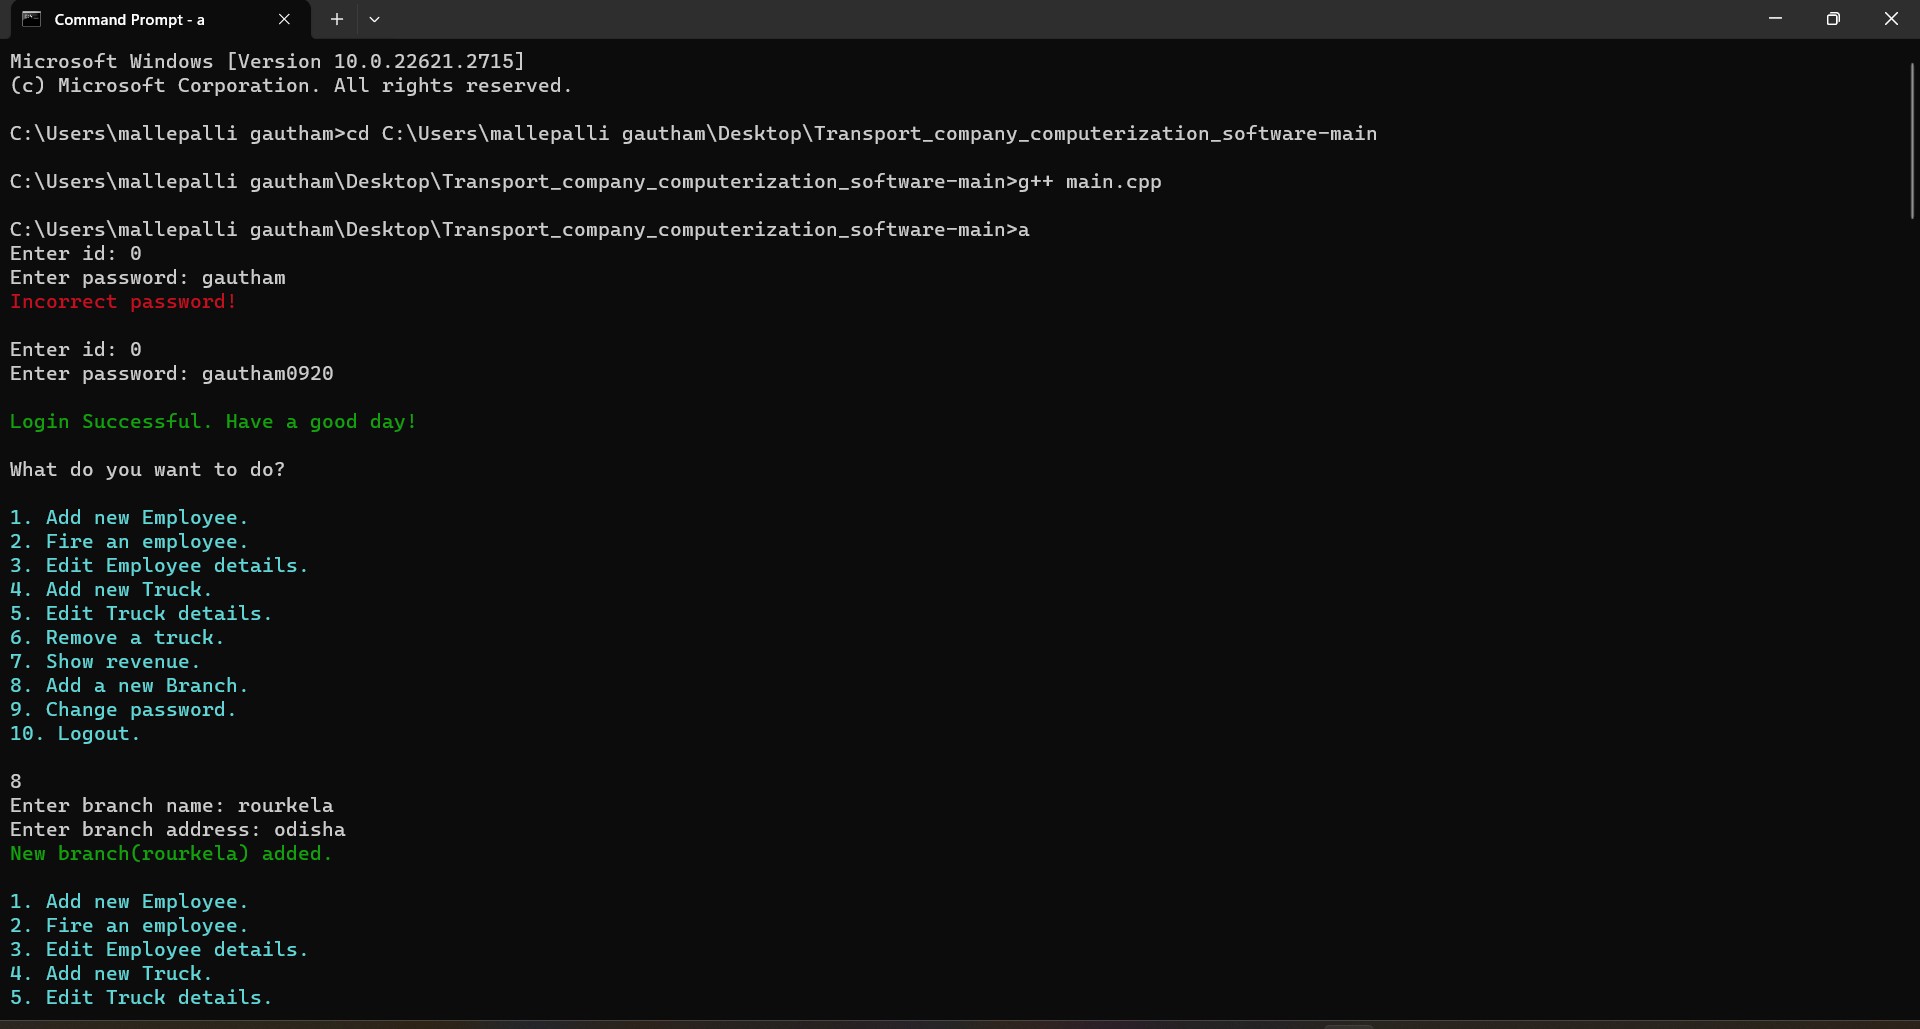 Command Prompt - a
Microsoft Windows [Version 10.0.22621.2715]
(c) Microsoft Corporation. All rights reserved.
C:\Users\mallepalli gautham>cd C:\Users\mallepalli gautham\Desktop\Transport_company_computerization_software-main
C:\Users\mallepalli gautham\Desktop\Transport_company_computerization_software-main>g++ main.cpp
C:\Users\mallepalli gautham\Desktop\Transport_company_computerization_software-main>a
Enter id: 0
Enter password: gautham
Incorrect password!
Enter id: 0
Enter password: gautham0920
Login Successful. Have a good day!
What do you want to do?
1. Add new Employee.
2. Fire an employee.
3. Edit Employee details.
4. Add new Truck.
5. Edit Truck details.
6. Remove a truck.
7. Show revenue.
8. Add a new Branch.
9. Change password.
10. Logout.
8
Enter branch name: rourkela
Enter branch address: odisha
New branch(rourkela) added.
1. Add new Employee.
2. Fire an employee.
3. Edit Employee details.
4. Add new Truck.
5. Edit Truck details.